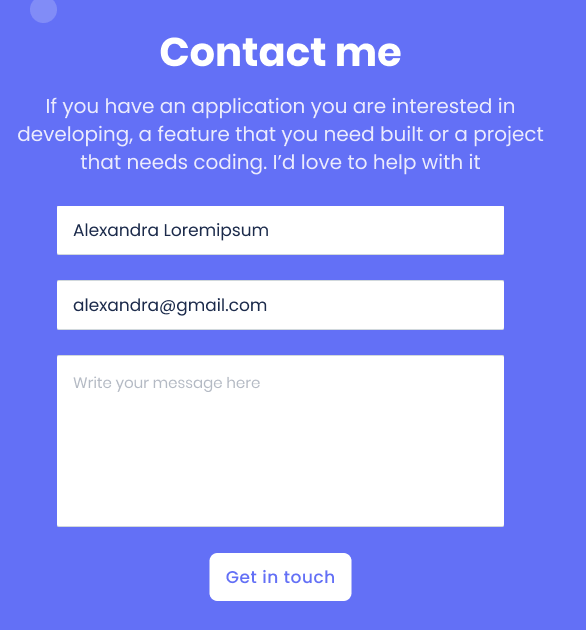 Contact me
If you have an application you are interested in
developing, a feature that you need built or a project
that needs coding. I’d love to help with it
Alexandra Loremipsum
alexandra@gmail.com
Write your message here
Get in touch